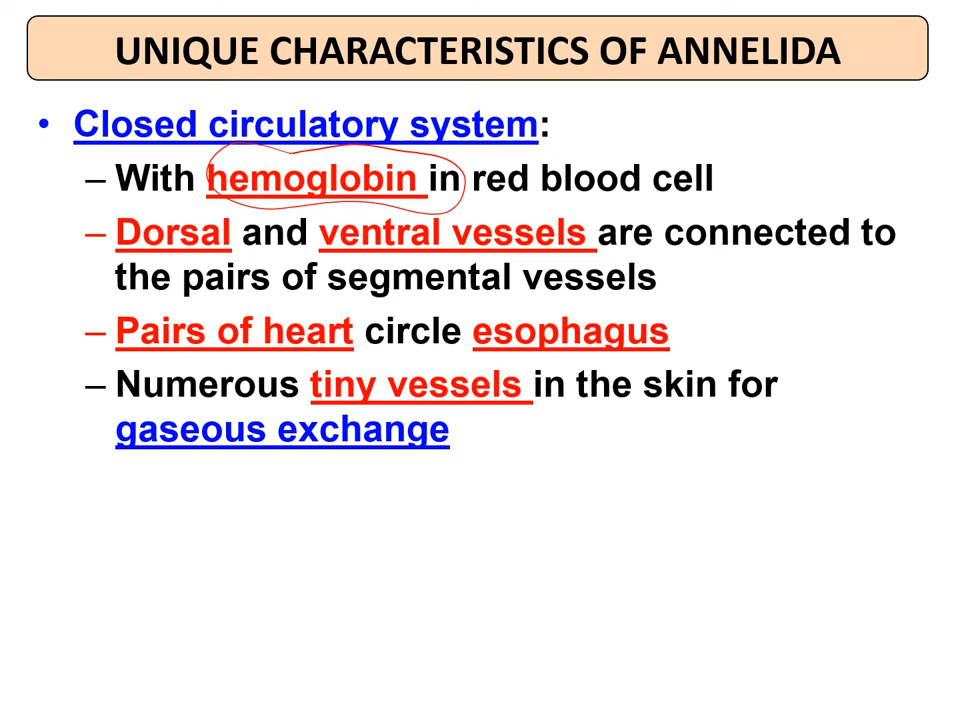 UNIQUE CHARACTERISTICS OF ANNELIDA
• Closed circulatory system:
– With hemoglobin in red blood cell
– Dorsal and ventral vessels are connected to
the pairs of segmental vessels
– Pairs of heart circle esophagus
– Numerous tiny vessels in the skin for
gaseous exchange